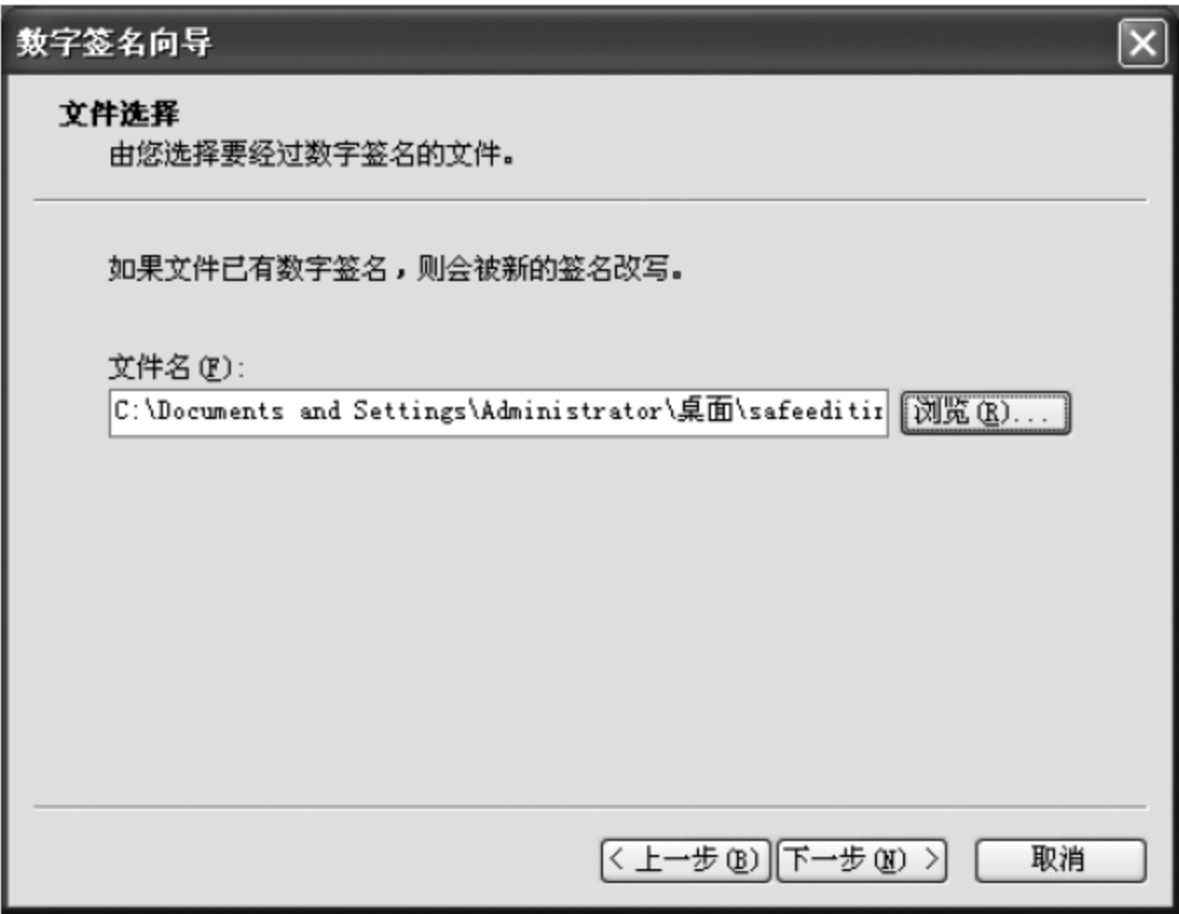 数字签名向导
文件选择
由您选择要经过数字签名的文件。
如果文件已有数字签名，则会被新的签名改写。
文件名(F):
C:\Documents and Settings\Administrator\桌面\safeeditin 浏览(R)...
<上一步(B) 下一步(N) > 取消